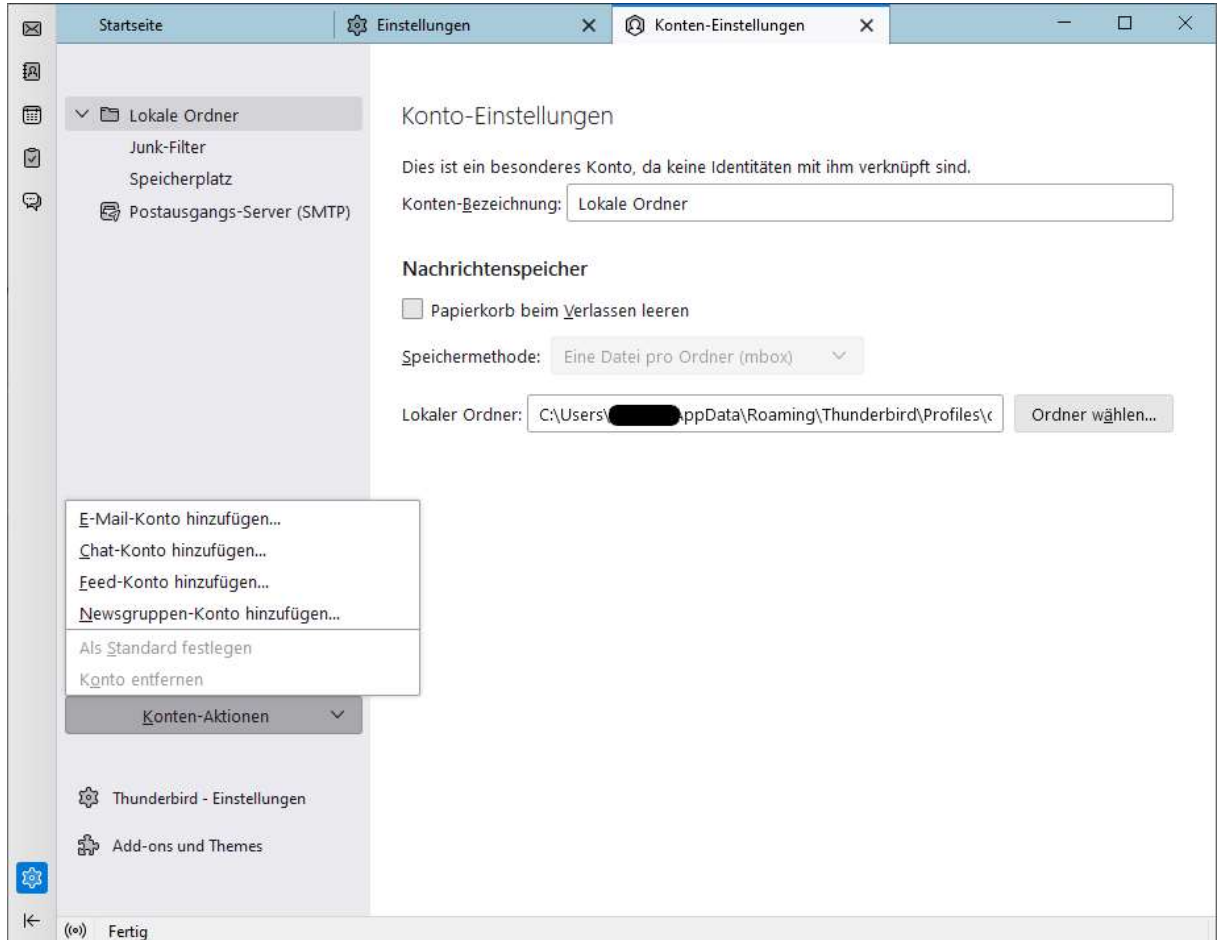 Startseite
Einstellungen
Konten-Einstellungen
Lokale Ordner
Junk-Filter
Speicherplatz
Postausgangs-Server (SMTP)
Konto-Einstellungen
Dies ist ein besonderes Konto, da keine Identitäten mit ihm verknüpft sind.
Konten-Bezeichnung: Lokale Ordner
Nachrichtenspeicher
Papierkorb beim Verlassen leeren
Speichermethode: Eine Datei pro Ordner (mbox)
Lokaler Ordner: C:\Users\ AppData\Roaming\Thunderbird\Profiles\c Ordner wählen...
E-Mail-Konto hinzufügen...
Chat-Konto hinzufügen...
Feed-Konto hinzufügen...
Newsgruppen-Konto hinzufügen...
Als Standard festlegen
Konto entfernen
Konten-Aktionen
Thunderbird - Einstellungen
Add-ons und Themes
Fertig